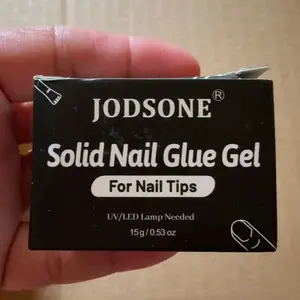 JODSONE®
Solid Nail Glue Gel
For Nail Tips
UV/LED Lamp Needed
15g/0.53 oz